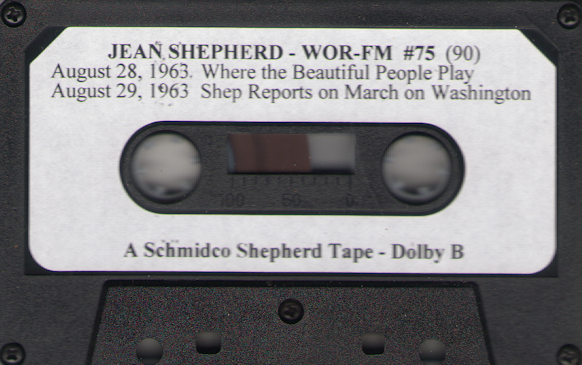 JEAN SHEPHERD - WOR-FM #75 (90)
August 28, 1963. Where the Beautiful People Play
August 29, 1963 Shep Reports on March on Washington
100 50 0
A Schmidco Shepherd Tape - Dolby B